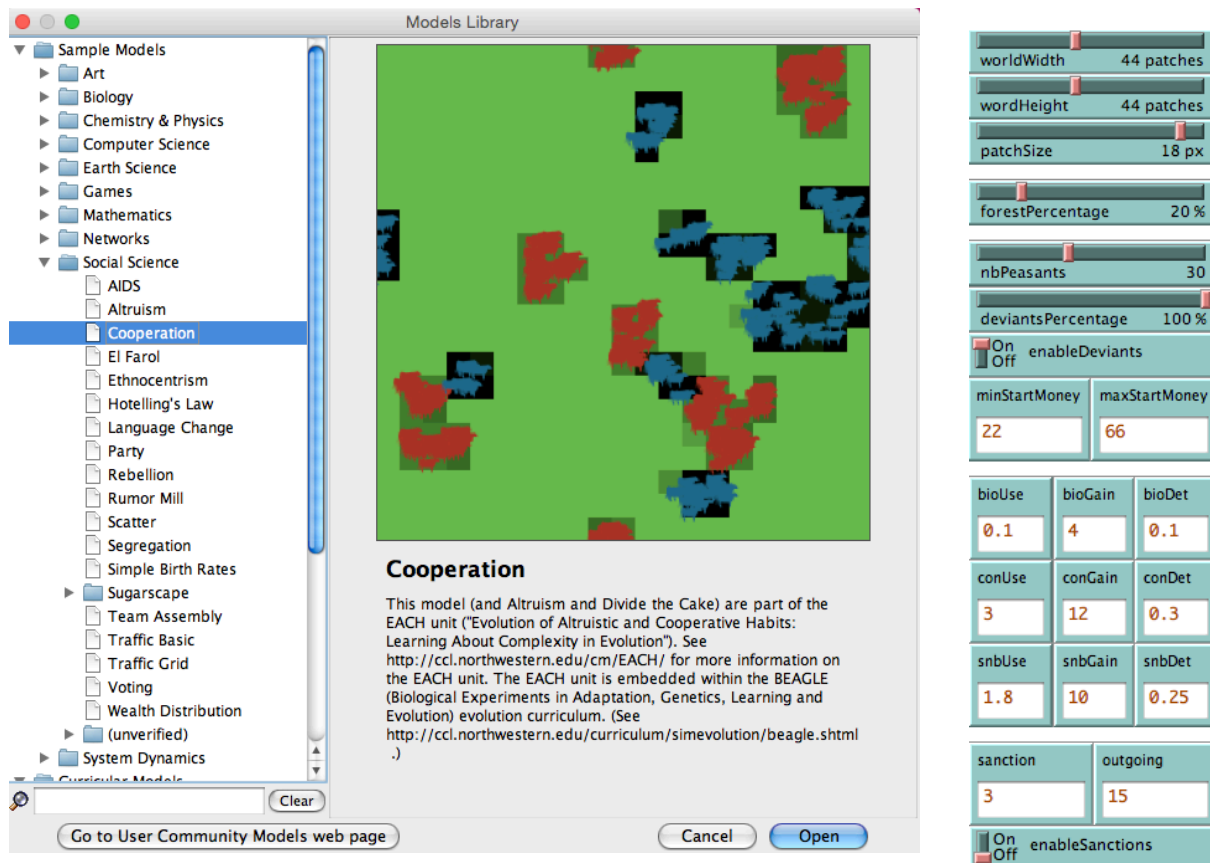 Models Library
Sample Models
Art
Biology
Chemistry & Physics
Computer Science
Earth Science
Games
Mathematics
Networks
Social Science
AIDS
Altruism
Cooperation
El Farol
Ethnocentrism
Hotelling's Law
Language Change
Party
Rebellion
Rumor Mill
Scatter
Segregation
Simple Birth Rates
Sugarscape
Team Assembly
Traffic Basic
Traffic Grid
Voting
Wealth Distribution
(unverified)
System Dynamics
Curricular Models
Clear
Cooperation
This model (and Altruism and Divide the Cake) are part of the
EACH unit ("Evolution of Altruistic and Cooperative Habits:
Learning About Complexity in Evolution"). See
http://ccl.northwestern.edu/cm/EACH/ for more information on
the EACH unit. The EACH unit is embedded within the BEAGLE
(Biological Experiments in Adaptation, Genetics, Learning and
Evolution) evolution curriculum. (See
http://ccl.northwestern.edu/curriculum/simevolution/beagle.shtml
.)
Go to User Community Models web page
Cancel
Open
worldWidth 44 patches
wordHeight 44 patches
patchSize 18 px
forestPercentage 20 %
nbPeasants 30
deviantsPercentage 100 %
On
Off
enableDeviants
minStartMoney maxStartMoney
22 66
bioUse bioGain bioDet
0.1 4 0.1
conUse conGain conDet
3 12 0.3
snbUse snbGain snbDet
1.8 10 0.25
sanction outgoing
3 15
On
Off
enableSanctions